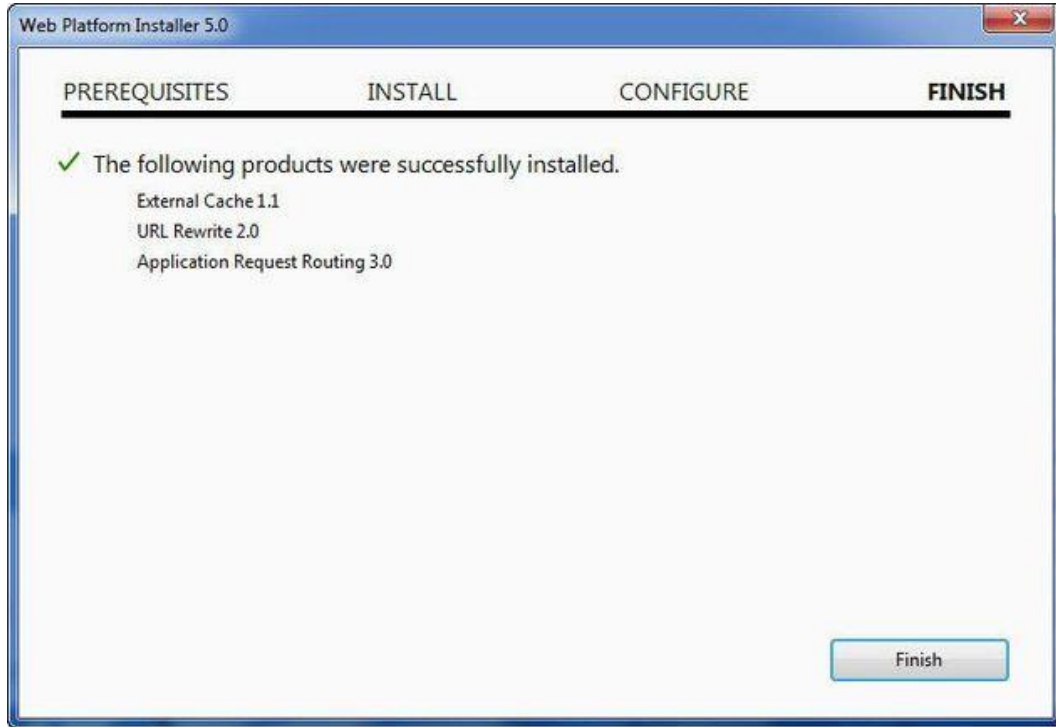 Web Platform Installer 5.0
PREREQUISITES INSTALL CONFIGURE FINISH
The following products were successfully installed.
External Cache 1.1
URL Rewrite 2.0
Application Request Routing 3.0
Finish